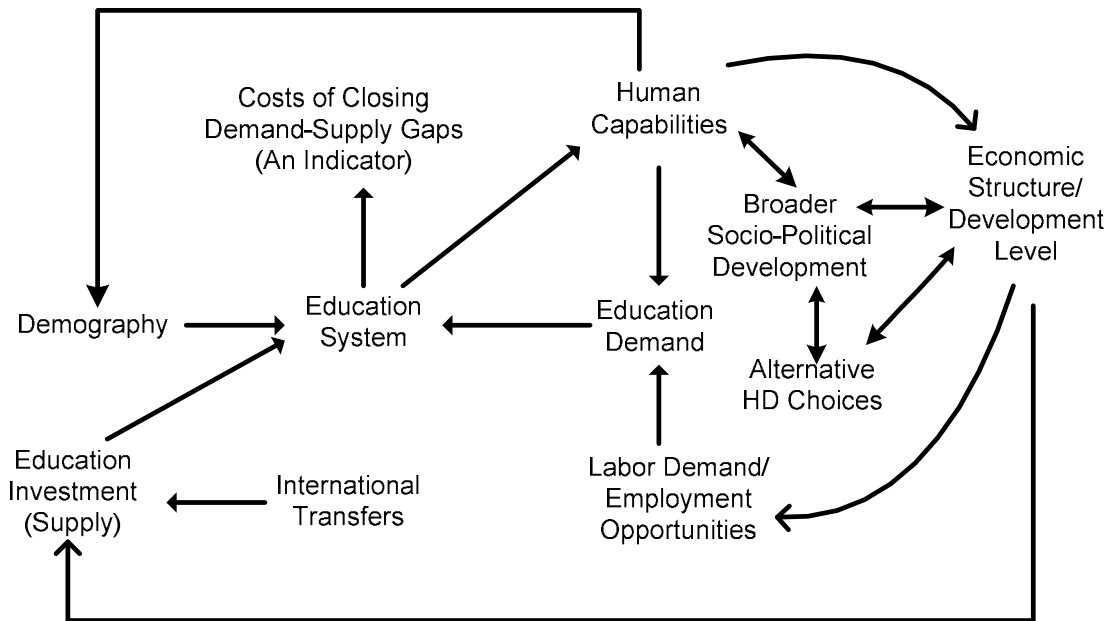 Costs of Closing
Demand-Supply Gaps
(An Indicator)
Human
Capabilities
Economic
Structure/
Development
Level
Broader
Socio-Political
Development
Demography
Education
System
Education
Demand
Alternative
HD Choices
Education
Investment
(Supply)
International
Transfers
Labor Demand/
Employment
Opportunities